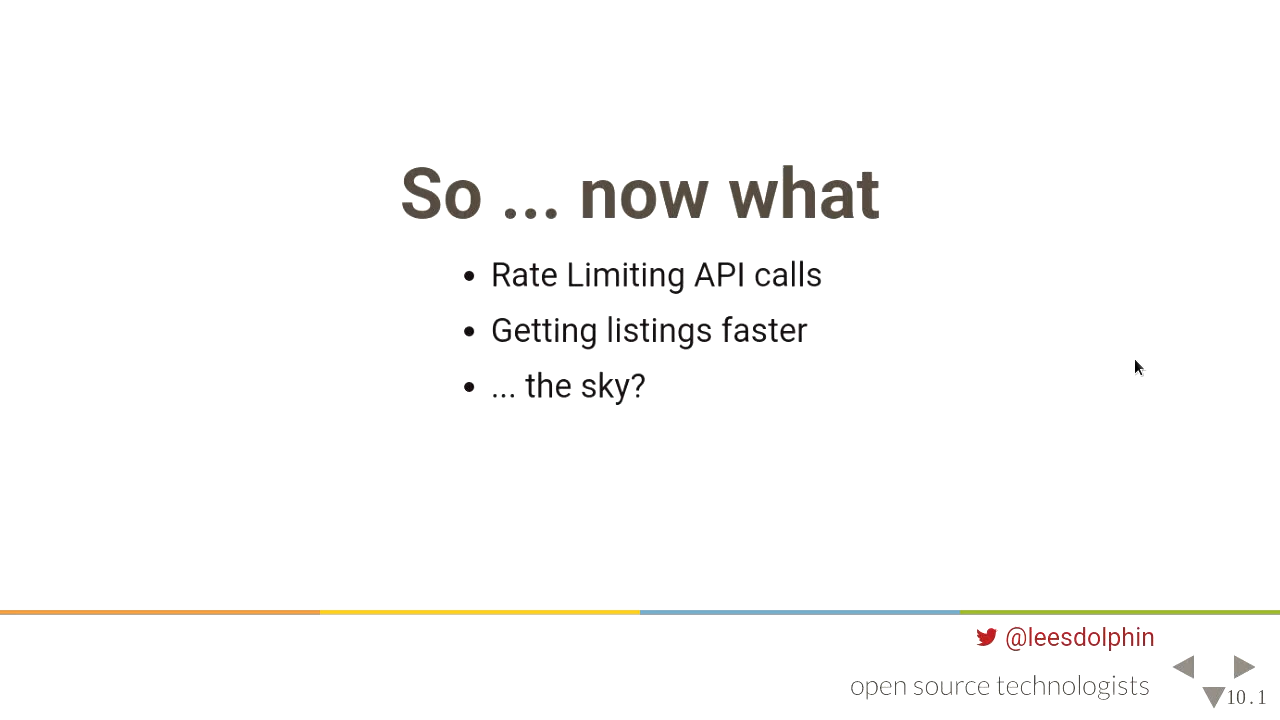 So ... now what
Rate Limiting API calls
Getting listings faster
... the sky?
@leesdolphin
open source technologists
10.1